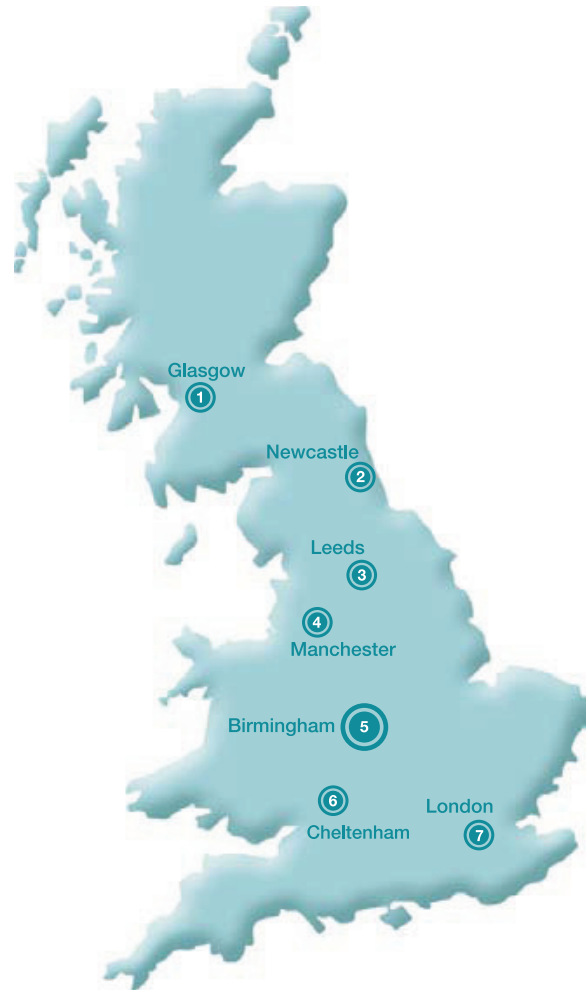 Glasgow
1
Newcastle
2
Leeds
3
4
Manchester
Birmingham 5
6
Cheltenham
London
7